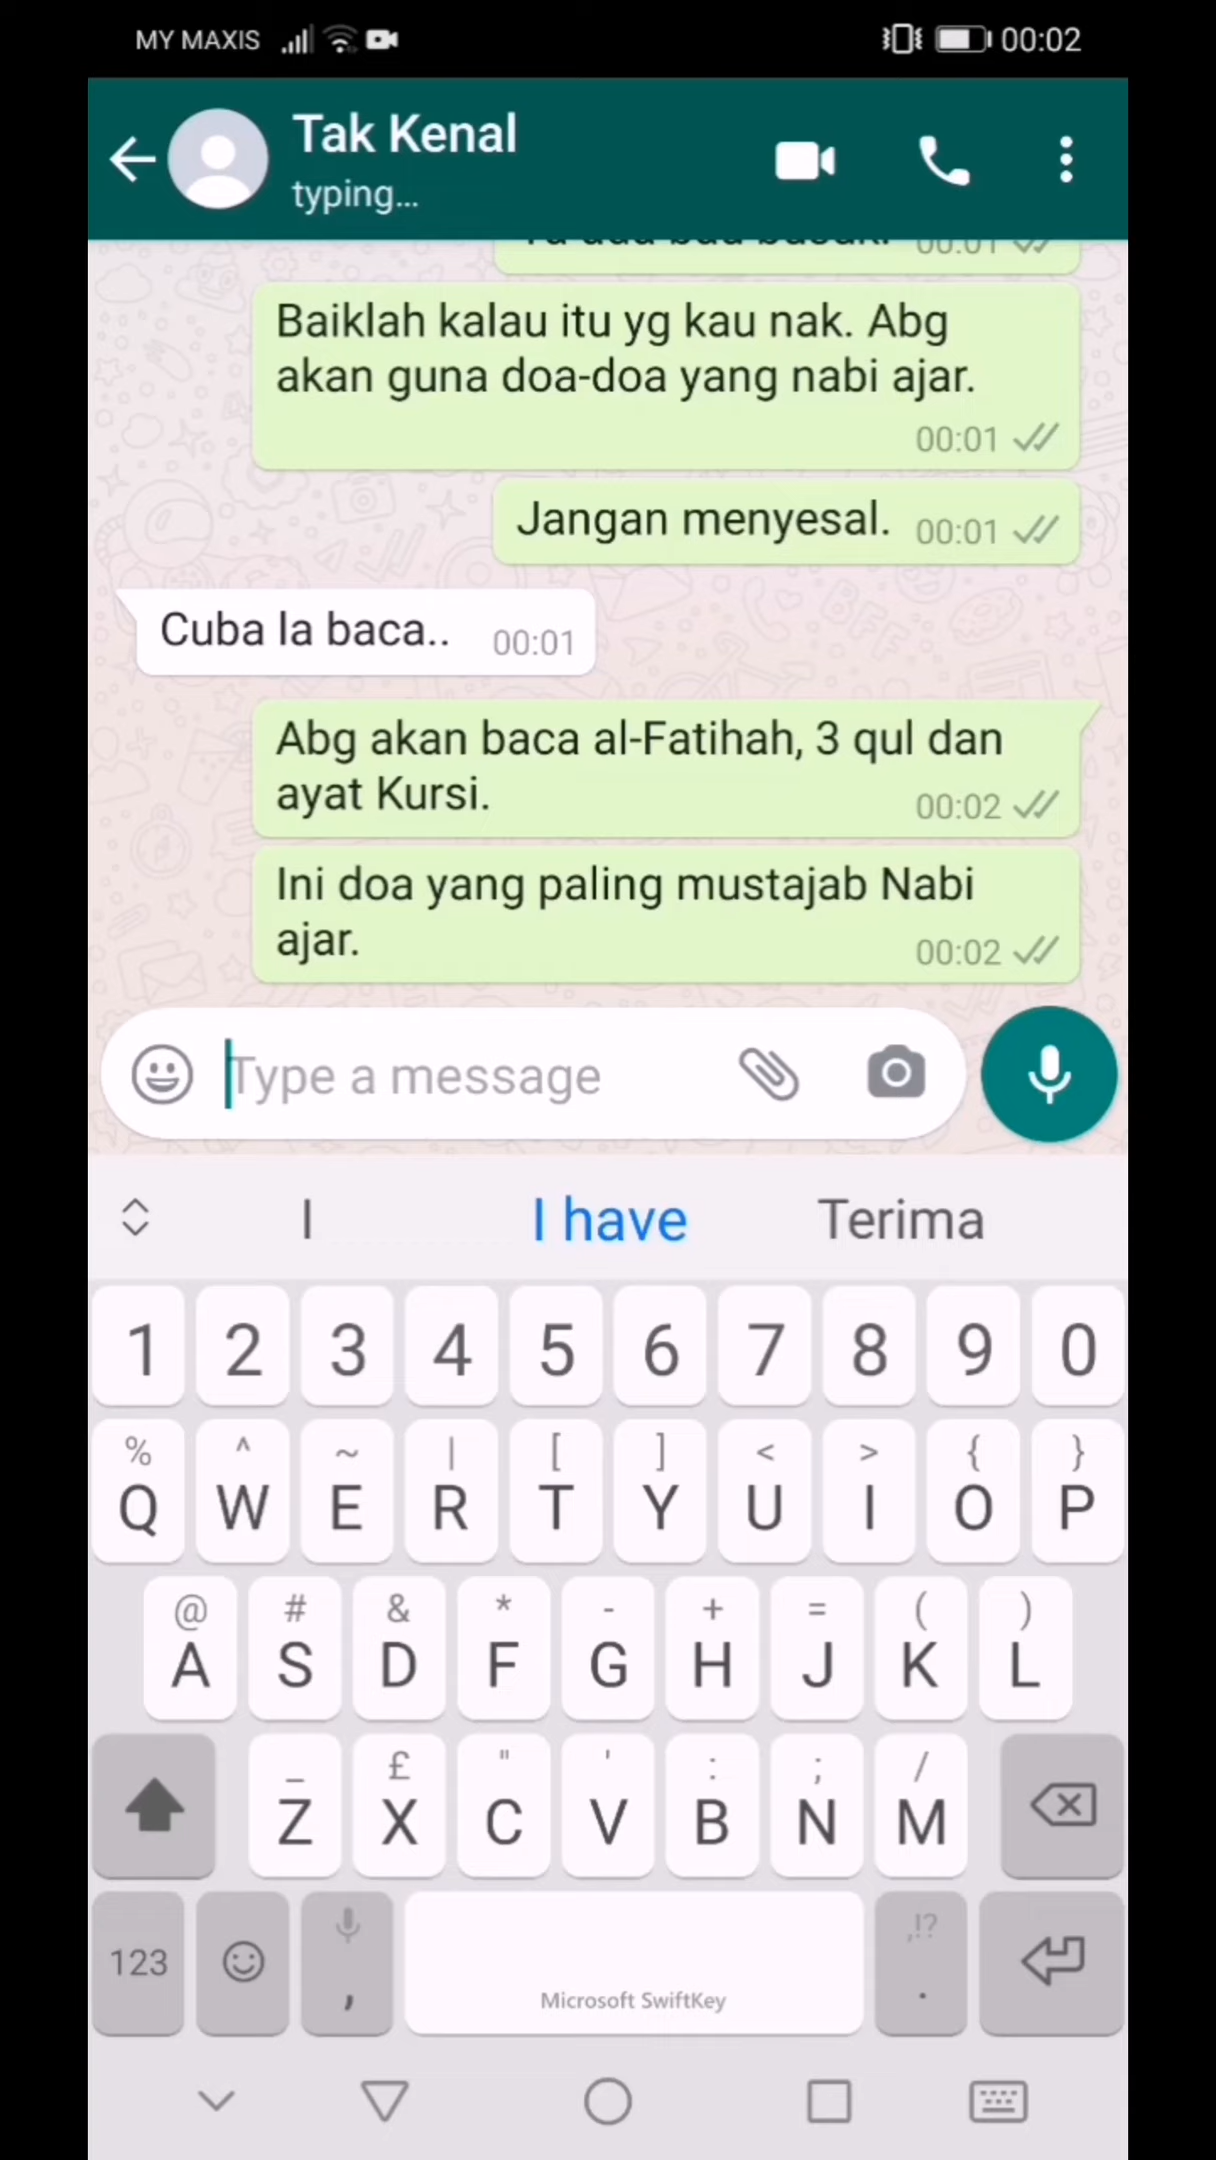 MY MAXIS
00:02
Tak Kenal
typing...
00:01
Baiklah kalau itu yg kau nak. Abg
akan guna doa-doa yang nabi ajar.
00:01
Jangan menyesal. 00:01
Cuba la baca.. 00:01
Abg akan baca al-Fatihah, 3 qul dan
ayat Kursi.
00:02
Ini doa yang paling mustajab Nabi
ajar.
00:02
Type a message
I I have Terima
1 2 3 4 5 6 7 8 9 0
% ^ ~ | [ ] < > { }
Q W E R T Y U I O P
@ # & * - + = ( )
A S D F G H J K L
_ £ " ' : ; /
Z X C V B N M
,!?
123 , .
Microsoft SwiftKey